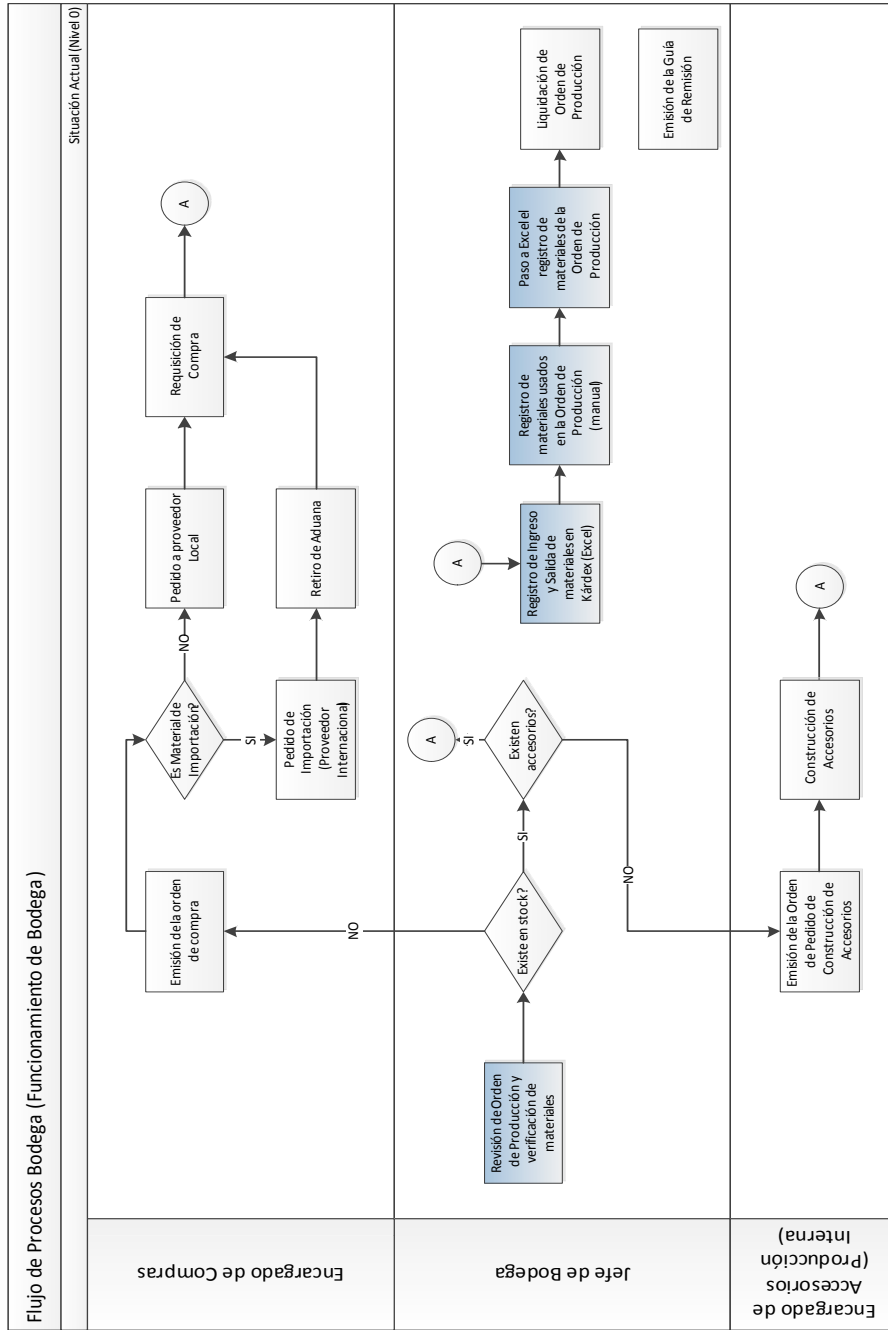 Flujo de Procesos Bodega (Funcionamiento de Bodega)
Situación Actual (Nivel 0)
Encargado de Compras
Emisión de la orden
de compra
Es Material de
Importación?
NO
SI
Pedido a proveedor
Local
Pedido de
Importación
(Proveedor
Internacional)
Retiro de Aduana
Requisición de
Compra
A
Jefe de Bodega
Revisión de Orden
de Producción y
verificación de
materiales
Existe en stock?
NO
SI
Existen
accesorios?
SI
A
NO
A
Registro de Ingreso
y Salida de
materiales en
Kárdex (Excel)
Registro de
materiales usados
en la Orden de
Producción
(manual)
Paso a Excel el
registro de
materiales de la
Orden de
Producción
Liquidación de
Orden de
Producción
Emisión de la Guía
de Remisión
Encargado de
Accesorios
(Producción
Interna)
Emisión de la Orden
de Pedido de
Construcción de
Accesorios
Construcción de
Accesorios
A